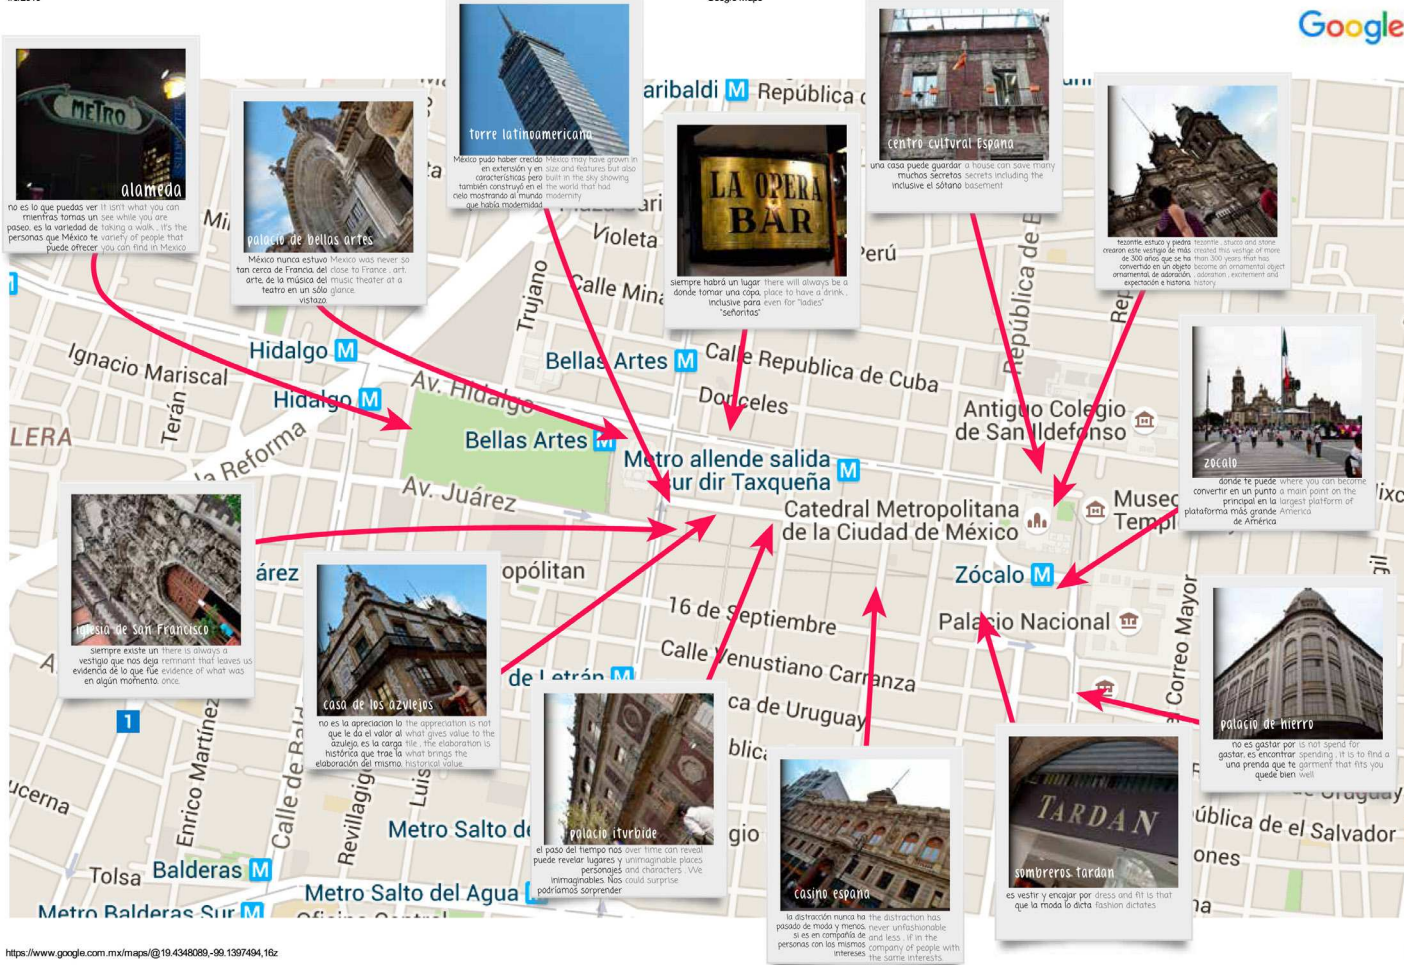 Google
METRO
alameda
no es lo que puedas ver
mientras tomas un
paseo, es la variedad de
personas que México te
puede ofrecer
it isn't what you can
see while you are
taking a walk , it's the
variety of people that
you can find in Mexico
palacio de bellas artes
México nunca estuvo
tan cerca de Francia, del
arte, de la música del
teatro en un sólo
vistazo.
Mexico was never so
close to France , art,
music theater at a
glance.
torre latinoamericana
México pudo haber crecido
en extensión y en
características pero
también construyó en el
cielo mostrando al mundo
que había modernidad
México may have grown in
size and features but also
built in the sky showing
the world that had
modernity
LA OPERA
BAR
siempre habrá un lugar
donde tomar una copa,
inclusive para
"señoritas"
there will always be a
place to have a drink ,
even for "ladies"
centro cultural Espana
una casa puede guardar
muchos secretos
inclusive el sótano
a house can save many
secrets including the
basement
tezontle, estuco y piedra
crearon este vestigio de más
de 300 años que se ha
convertido en un objeto
ornamental de adoración,
expectación e historia.
tezontle , stucco and stone
created this vestige of more
than 300 years that has
become an ornamental object
, adoration , excitement and
history.
zocalo
donde te puede
convertir en un punto
principal en la
plataforma más grande
de América
where you can become
a main point on the
largest platform of
America
iglesia de San Francisco
siempre existe un
vestigio que nos deja
evidencia de lo que fue
en algún momento.
there is always a
remnant that leaves us
evidence of what was
once.
casa de los azulejos
no es la apreciacion lo
que le da el valor al
azulejo, es la carga
histórica que trae la
elaboración del mismo.
the appreciation is not
what gives value to the
tile , the elaboration is
what brings the
historical value.
palacio iturbide
el paso del tiempo nos
puede revelar lugares y
personajes
inimaginables. Nos
podríamos sorprender
over time can reveal
unimaginable places
and characters . We
could surprise
casino espana
la distracción nunca ha
pasado de moda y menos,
si es en compañía de
personas con los mismos
intereses
the distraction has
never unfashionable
and less , if in the
company of people with
the same interests.
TARDAN
sombreros tardan
es vestir y encajar por
que la moda lo dicta
dress and fit is that
fashion dictates
palacio de hierro
no es gastar por
gastar, es encontrar
una prenda que te
quede bien
is not spend for
spending , it is to find a
garment that fits you
well
aribaldi M
República
Violeta
Perú
Trujano
Calle Mina
República de
Hidalgo M
Ignacio Mariscal
Bellas Artes M
Calle Republica de Cuba
Hidalgo M
Av. Hidalgo
Donceles
Terán
Antiguo Colegio
de San Ildefonso
LERA
la Reforma
Bellas Artes M
Metro allende salida
sur dir Taxqueña M
Av. Juárez
Catedral Metropolitana
de la Ciudad de México
Museo
Templ
árez
opólitan
Zócalo M
16 de Septiembre
Palacio Nacional
Calle Venustiano Carranza
Correo Mayor
de Letrán M
ca de Uruguay
1
Enrico Martínez
Revillagig
Luis
ucerna
Metro Salto de
gio
ública de el Salvador
ones
Tolsa
Balderas M
Metro Salto del Agua
na
Metro Balderas Sur M
https://www.google.com.mx/maps/@19.4348089,-99.1397494,16z